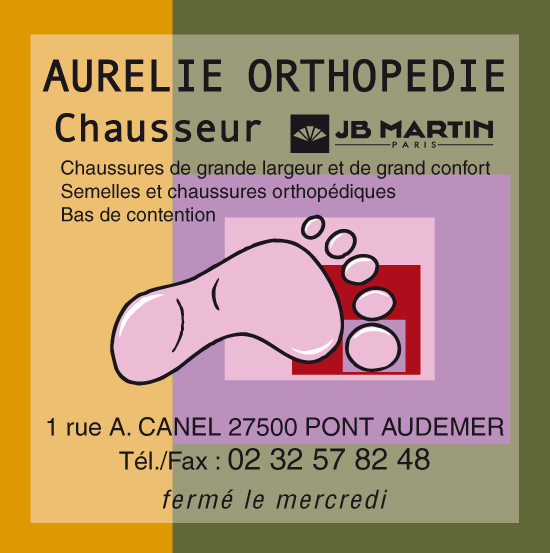 AURELIE ORTHOPEDIE
Chausseur JB MARTIN
PARIS
Chaussures de grande largeur et de grand confort
Semelles et chaussures orthopédiques
Bas de contention
1 rue A. CANEL 27500 PONT AUDEMER
Tél./Fax : 02 32 57 82 48
fermé le mercredi